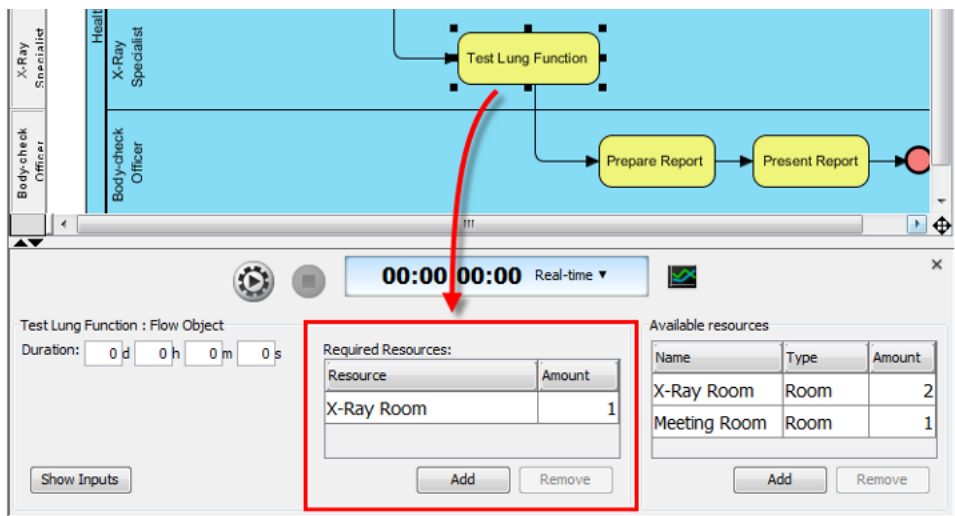 X-Ray
Specialist
Healt
X-Ray
Specialist
Test Lung Function
Body-check
Officer
Body-check
Officer
Prepare Report
Present Report
00:00:00:00 Real-time
Test Lung Function : Flow Object
Duration: 0 d 0 h 0 m 0 s
Required Resources:
Resource Amount
X-Ray Room 1
Add Remove
Available resources
Name Type Amount
X-Ray Room Room 2
Meeting Room Room 1
Add Remove
Show Inputs